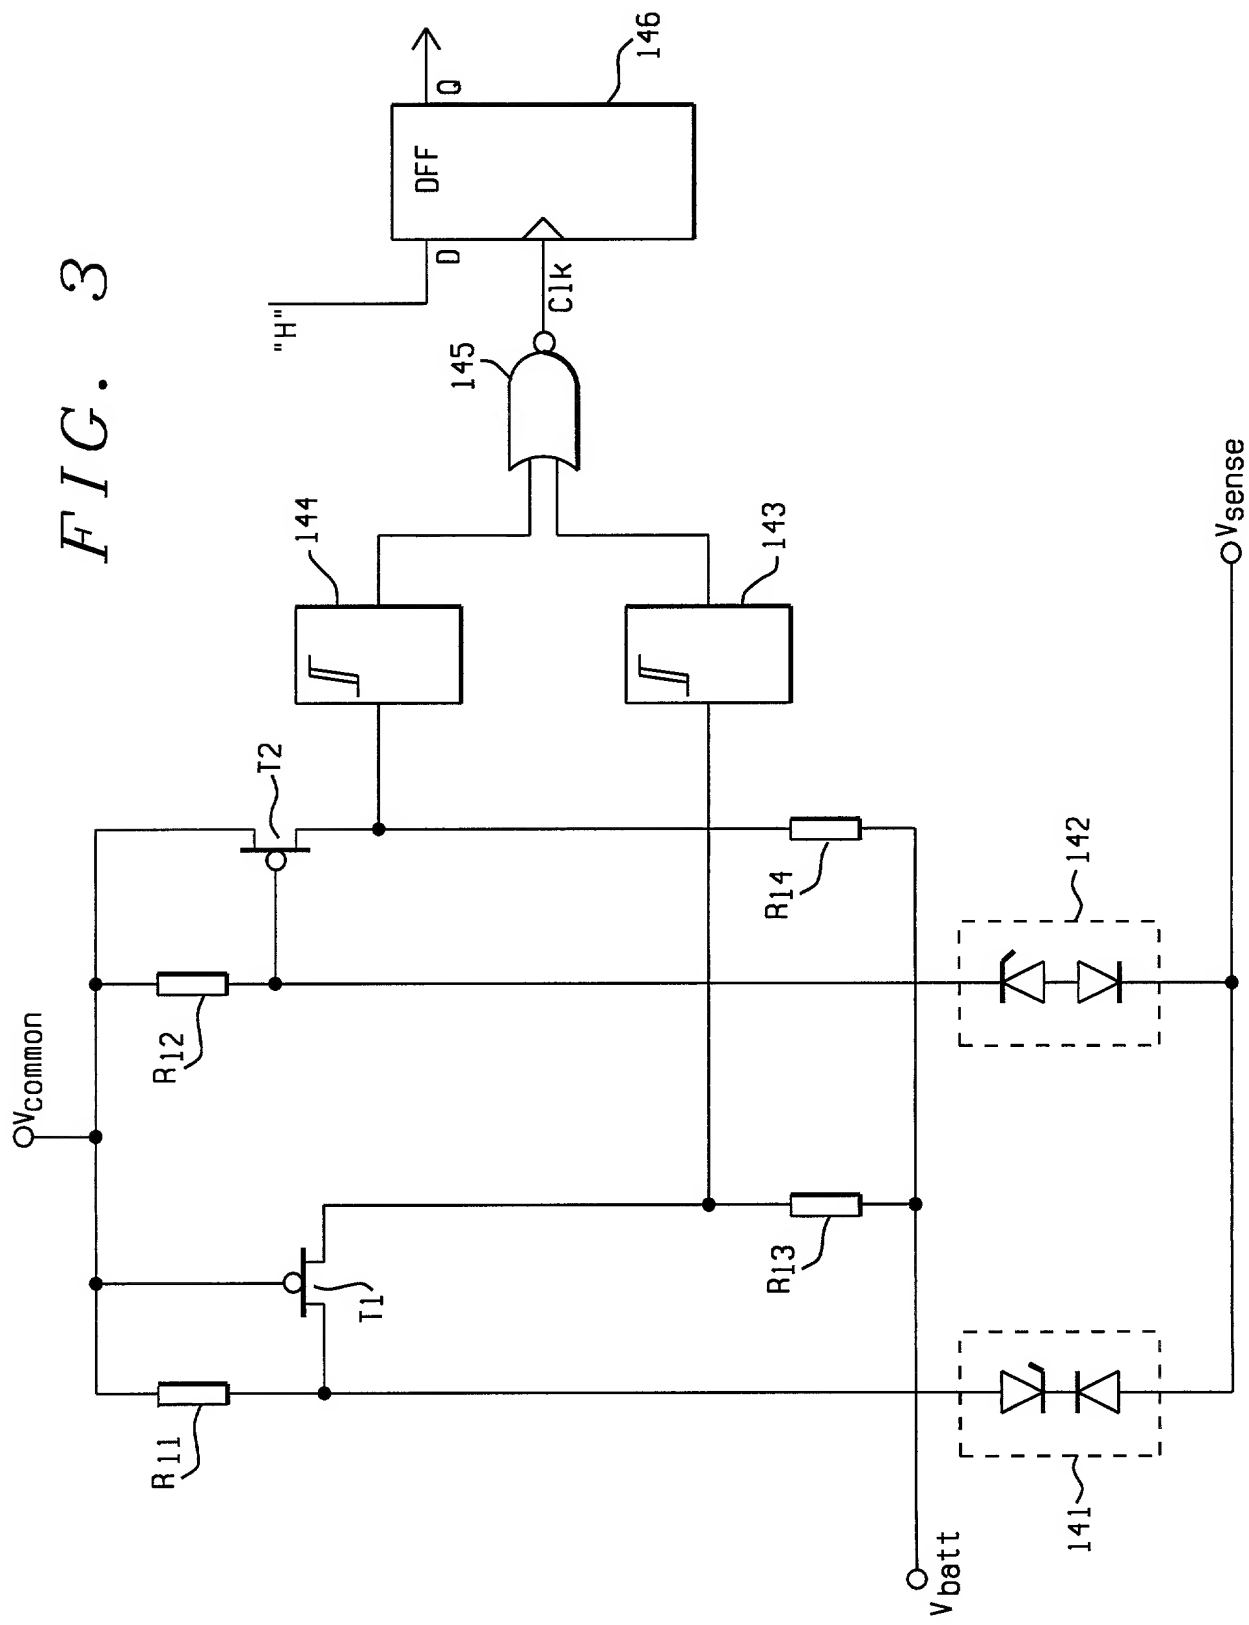 FIG. 3
Vcommon
R11
R12
T1
T2
R13
R14
141
142
143
144
145
146
"H"
D
DFF
Q
Clk
Vbatt
Vsense